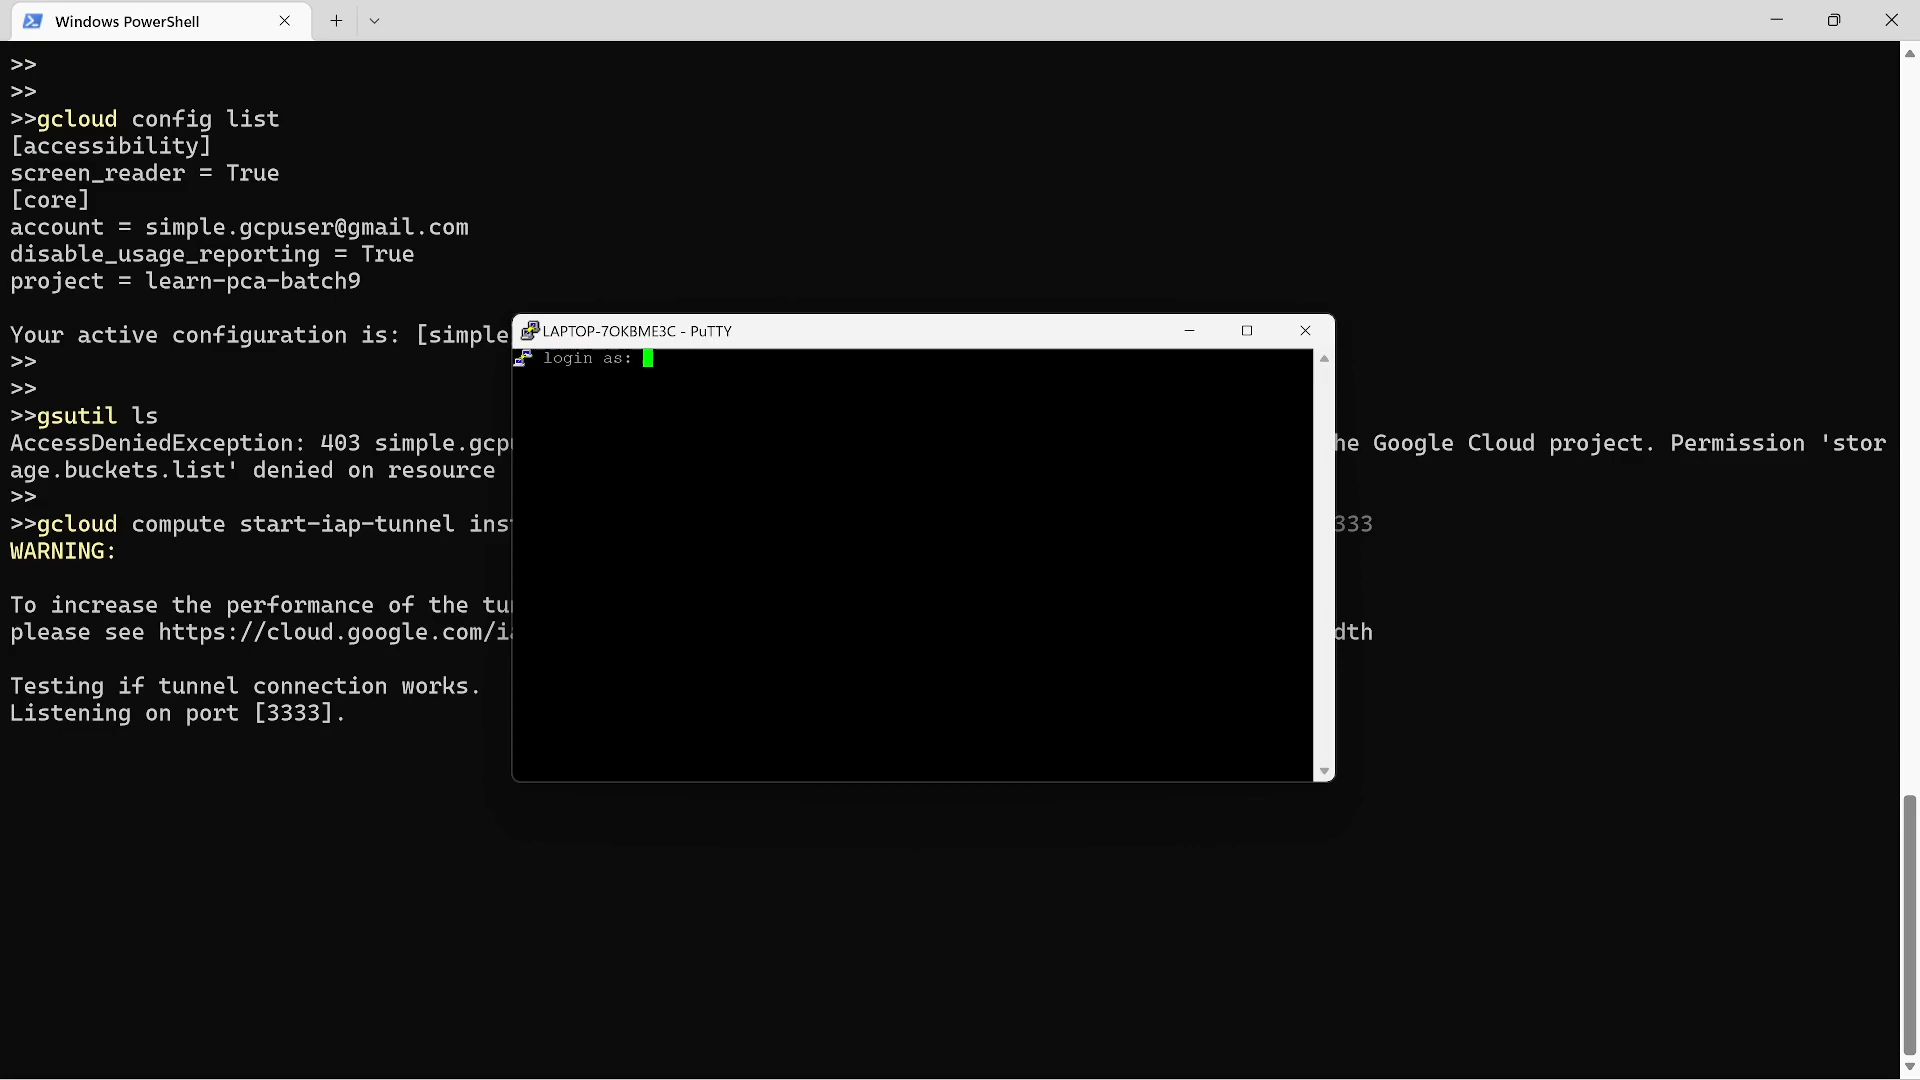 Windows PowerShell
>>
>>
>>gcloud config list
[accessibility]
screen_reader = True
[core]
account = simple.gcpuser@gmail.com
disable_usage_reporting = True
project = learn-pca-batch9
Your active configuration is: [simple
>>
>>
>>gsutil ls
AccessDeniedException: 403 simple.gcp he Google Cloud project. Permission 'stor
age.buckets.list' denied on resource
>>
>>gcloud compute start-iap-tunnel ins 333
WARNING:
To increase the performance of the tu
please see https://cloud.google.com/ia dth
Testing if tunnel connection works.
Listening on port [3333].
LAPTOP-7OKBME3C - PuTTY
login as: